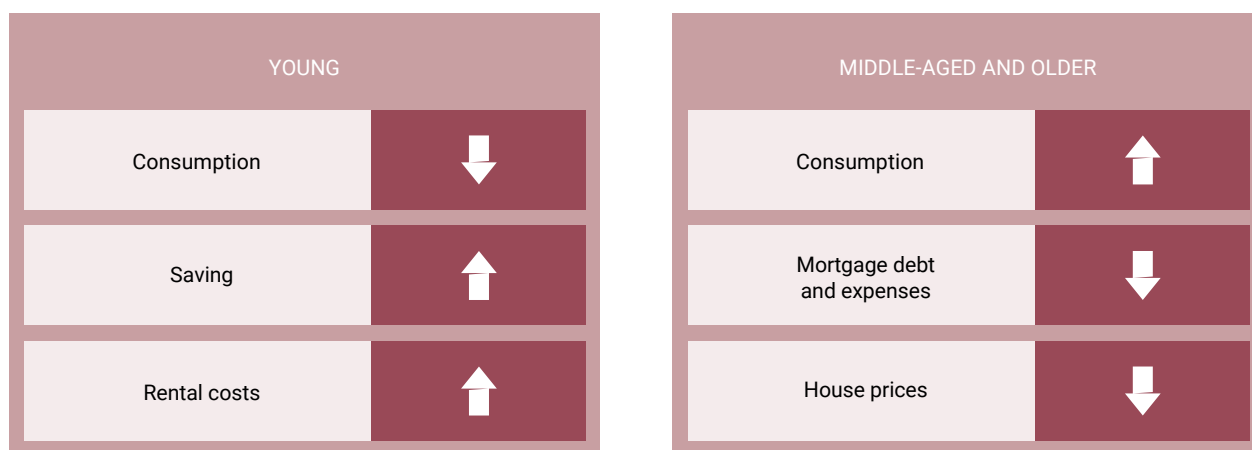 YOUNG
Consumption
Saving
Rental costs
MIDDLE-AGED AND OLDER
Consumption
Mortgage debt
and expenses
House prices